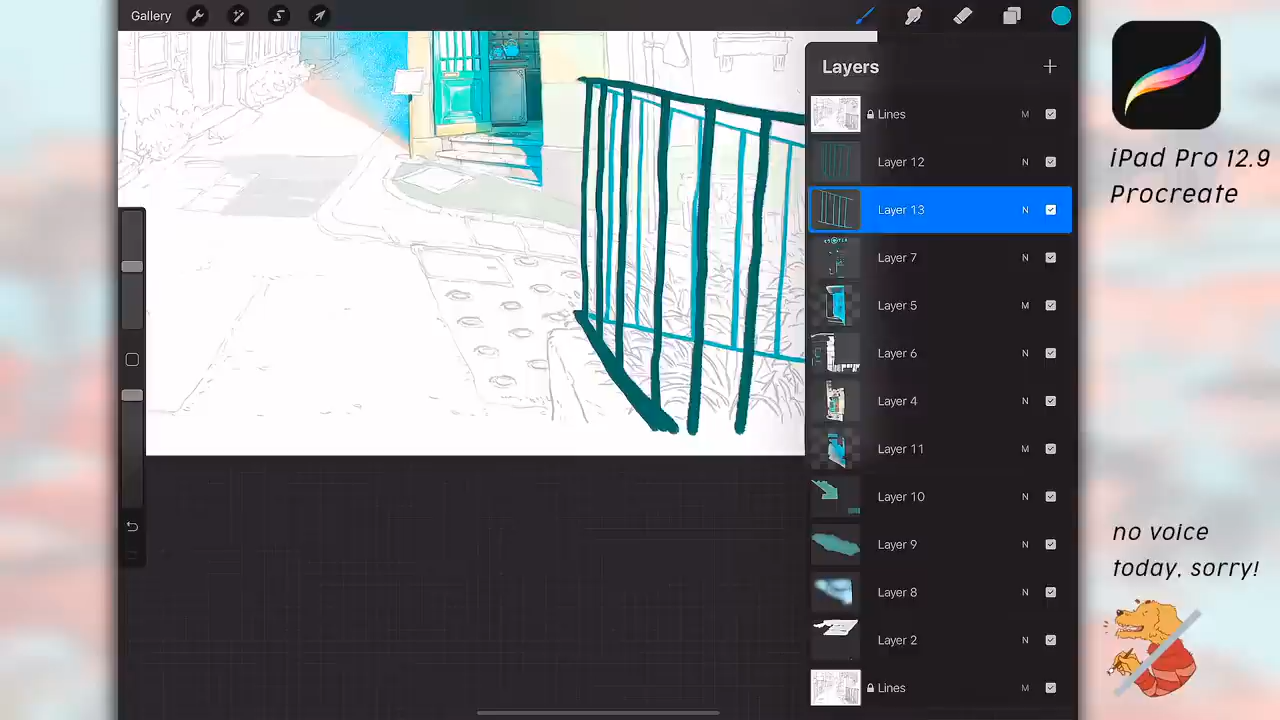 Gallery
Layers
Lines M
Layer 12 N
Layer 13 N
Layer 7 N
Layer 5 M
Layer 6 N
Layer 4 N
Layer 11 M
Layer 10 N
Layer 9 N
Layer 8 N
Layer 2 N
Lines M
iPad Pro 12.9
Procreate
no voice
today, sorry!